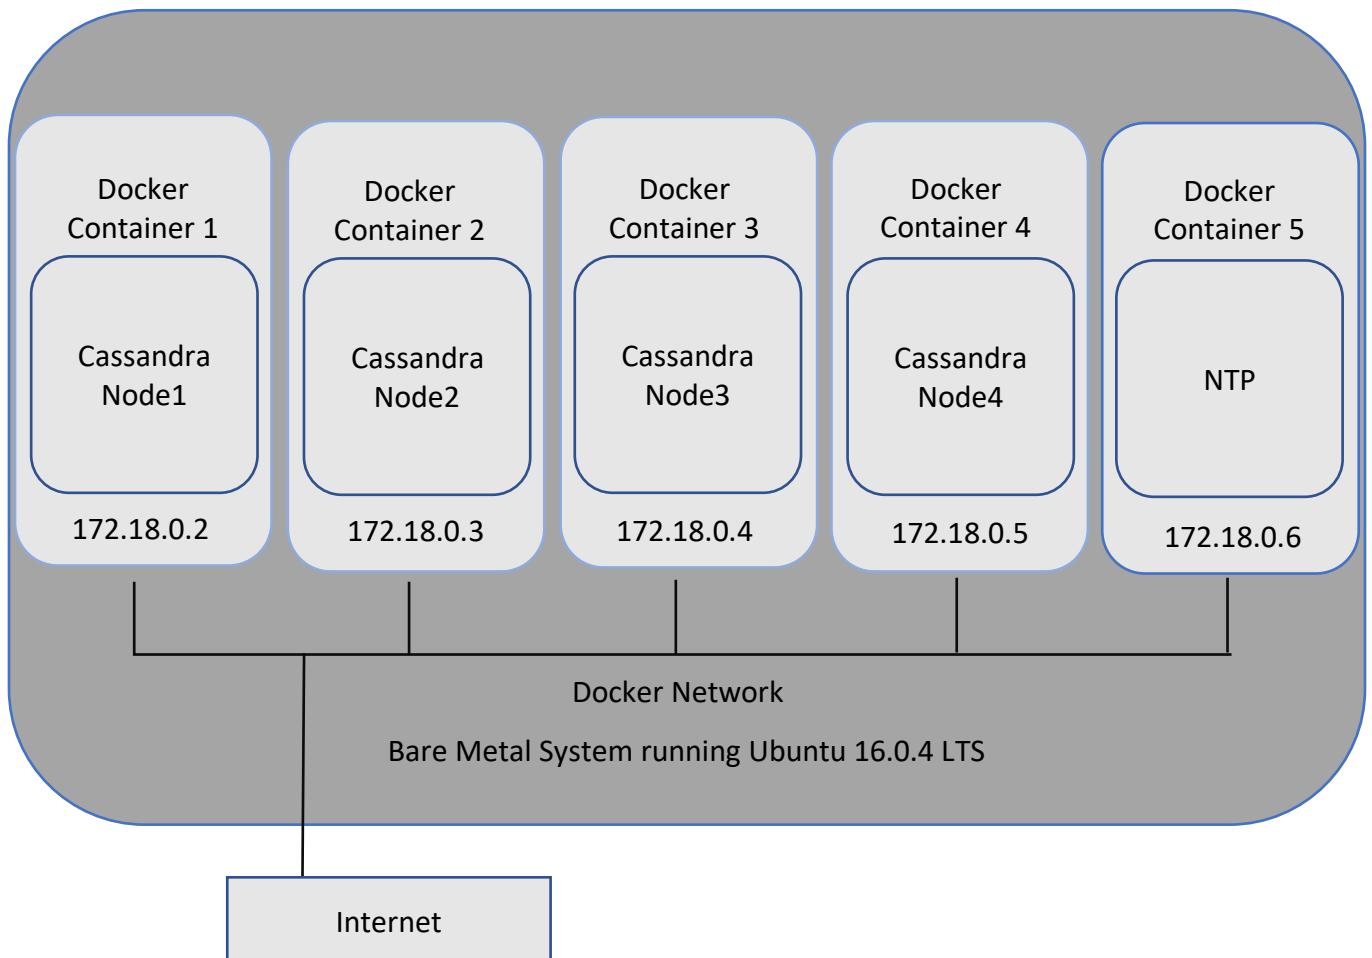 Docker
Container 1
Cassandra
Node1
172.18.0.2
Docker
Container 2
Cassandra
Node2
172.18.0.3
Docker
Container 3
Cassandra
Node3
172.18.0.4
Docker
Container 4
Cassandra
Node4
172.18.0.5
Docker
Container 5
NTP
172.18.0.6
Docker Network
Bare Metal System running Ubuntu 16.0.4 LTS
Internet